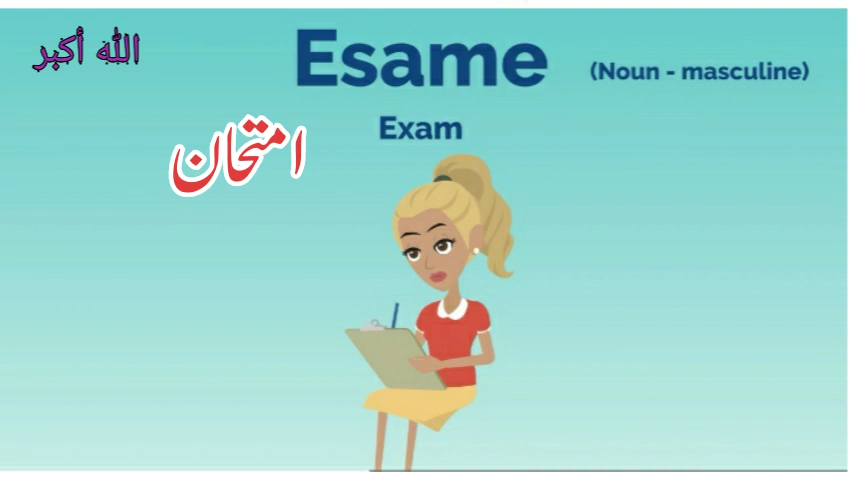 الله أكبر
Esame
(Noun - masculine)
Exam
امتحان